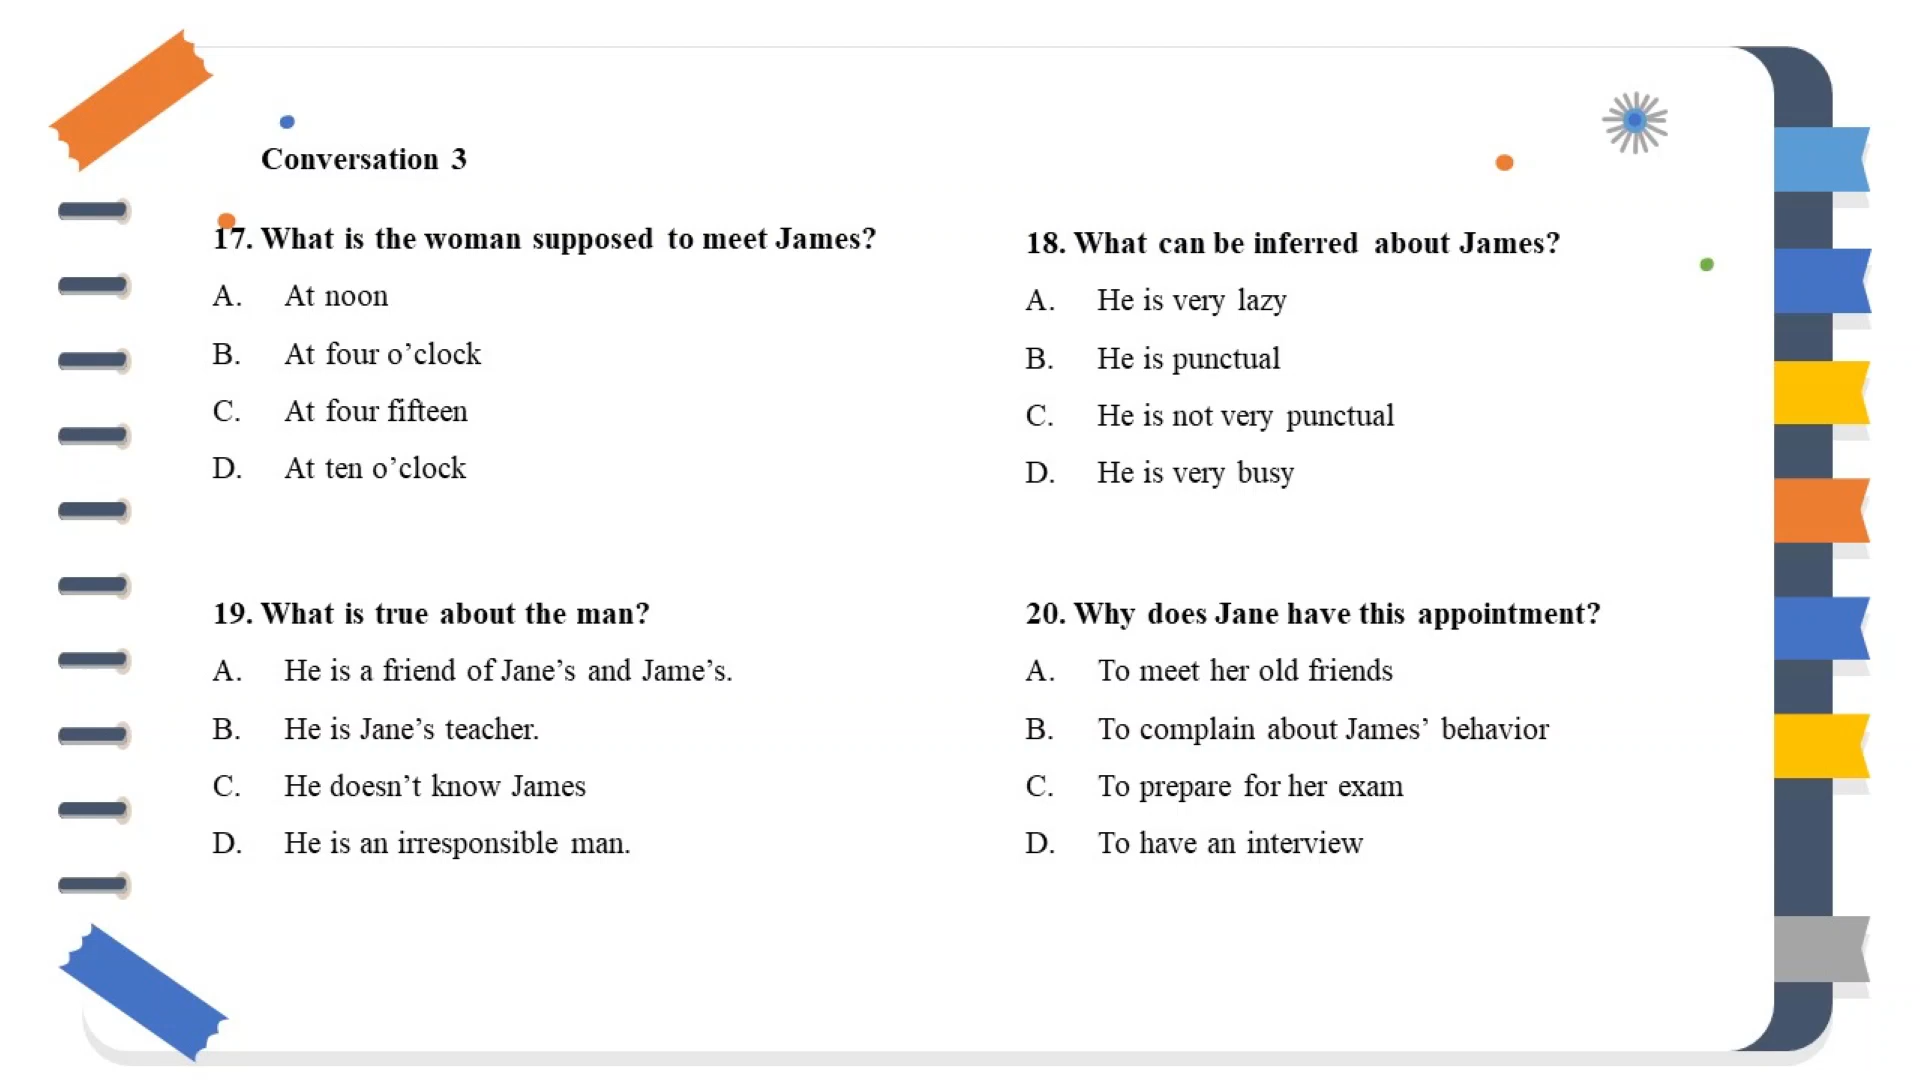 Conversation 3
17. What is the woman supposed to meet James?
A. At noon
B. At four o’clock
C. At four fifteen
D. At ten o’clock
18. What can be inferred about James?
A. He is very lazy
B. He is punctual
C. He is not very punctual
D. He is very busy
19. What is true about the man?
A. He is a friend of Jane’s and Jame’s.
B. He is Jane’s teacher.
C. He doesn’t know James
D. He is an irresponsible man.
20. Why does Jane have this appointment?
A. To meet her old friends
B. To complain about James’ behavior
C. To prepare for her exam
D. To have an interview